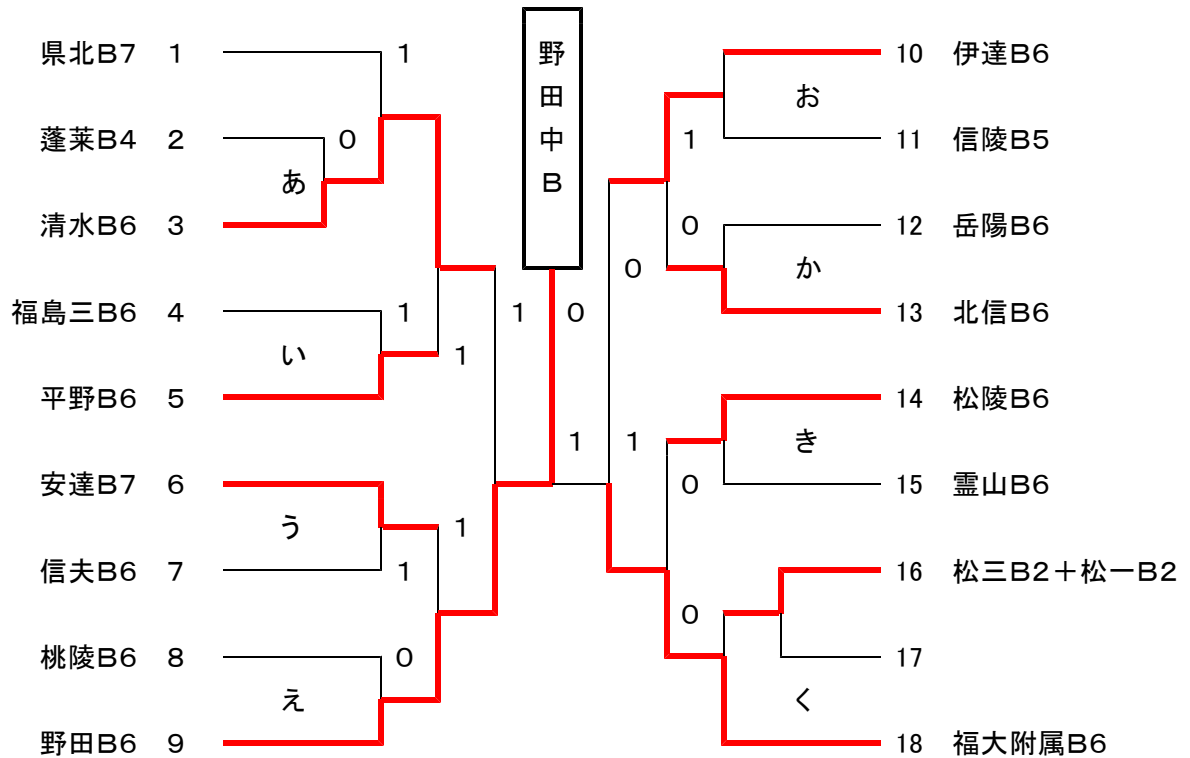 野田中B
県北B7 1
1
蓬莱B4 2
0
あ
清水B6 3
福島三B6 4
1
い
1
平野B6 5
安達B7 6
う
1
信夫B6 7
1
桃陵B6 8
0
え
野田B6 9
1
0
1
10 伊達B6
お
1
11 信陵B5
0
12 岳陽B6
か
0
13 北信B6
14 松陵B6
1
き
0
15 霊山B6
16 松三B2+松一B2
0
17
く
18 福大附属B6